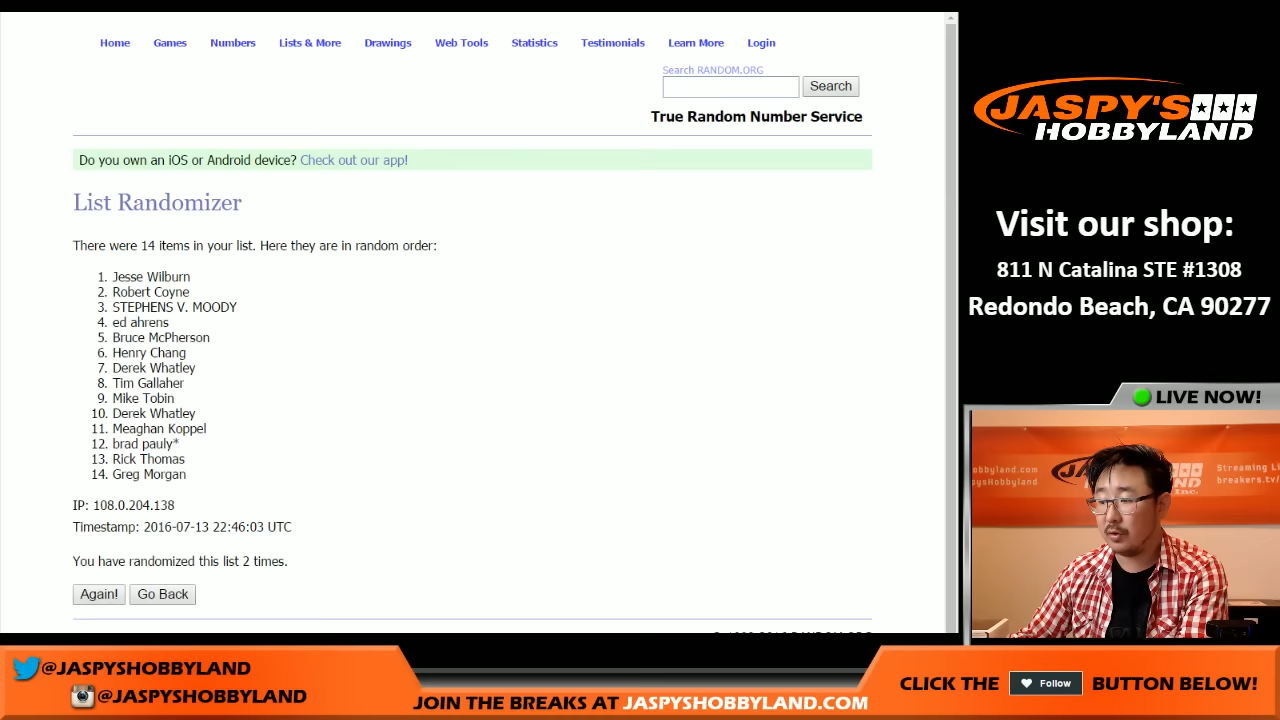 Home Games Numbers Lists & More Drawings Web Tools Statistics Testimonials Learn More Login
Search RANDOM.ORG
Search
True Random Number Service
Do you own an iOS or Android device? Check out our app!
List Randomizer
There were 14 items in your list. Here they are in random order:
1. Jesse Wilburn
2. Robert Coyne
3. STEPHENS V. MOODY
4. ed ahrens
5. Bruce McPherson
6. Henry Chang
7. Derek Whatley
8. Tim Gallaher
9. Mike Tobin
10. Derek Whatley
11. Meaghan Koppel
12. brad pauly*
13. Rick Thomas
14. Greg Morgan
IP: 108.0.204.138
Timestamp: 2016-07-13 22:46:03 UTC
You have randomized this list 2 times.
Again! Go Back
JASPY'S
HOBBYLAND
Visit our shop:
811 N Catalina STE #1308
Redondo Beach, CA 90277
LIVE NOW!
hobbyland.com
JaspysHobbyland
Inc.
breakers.tv/
@JASPYSHOBBYLAND
@JASPYSHOBBYLAND
JOIN THE BREAKS AT JASPYSHOBBYLAND.COM
CLICK THE Follow BUTTON BELOW!